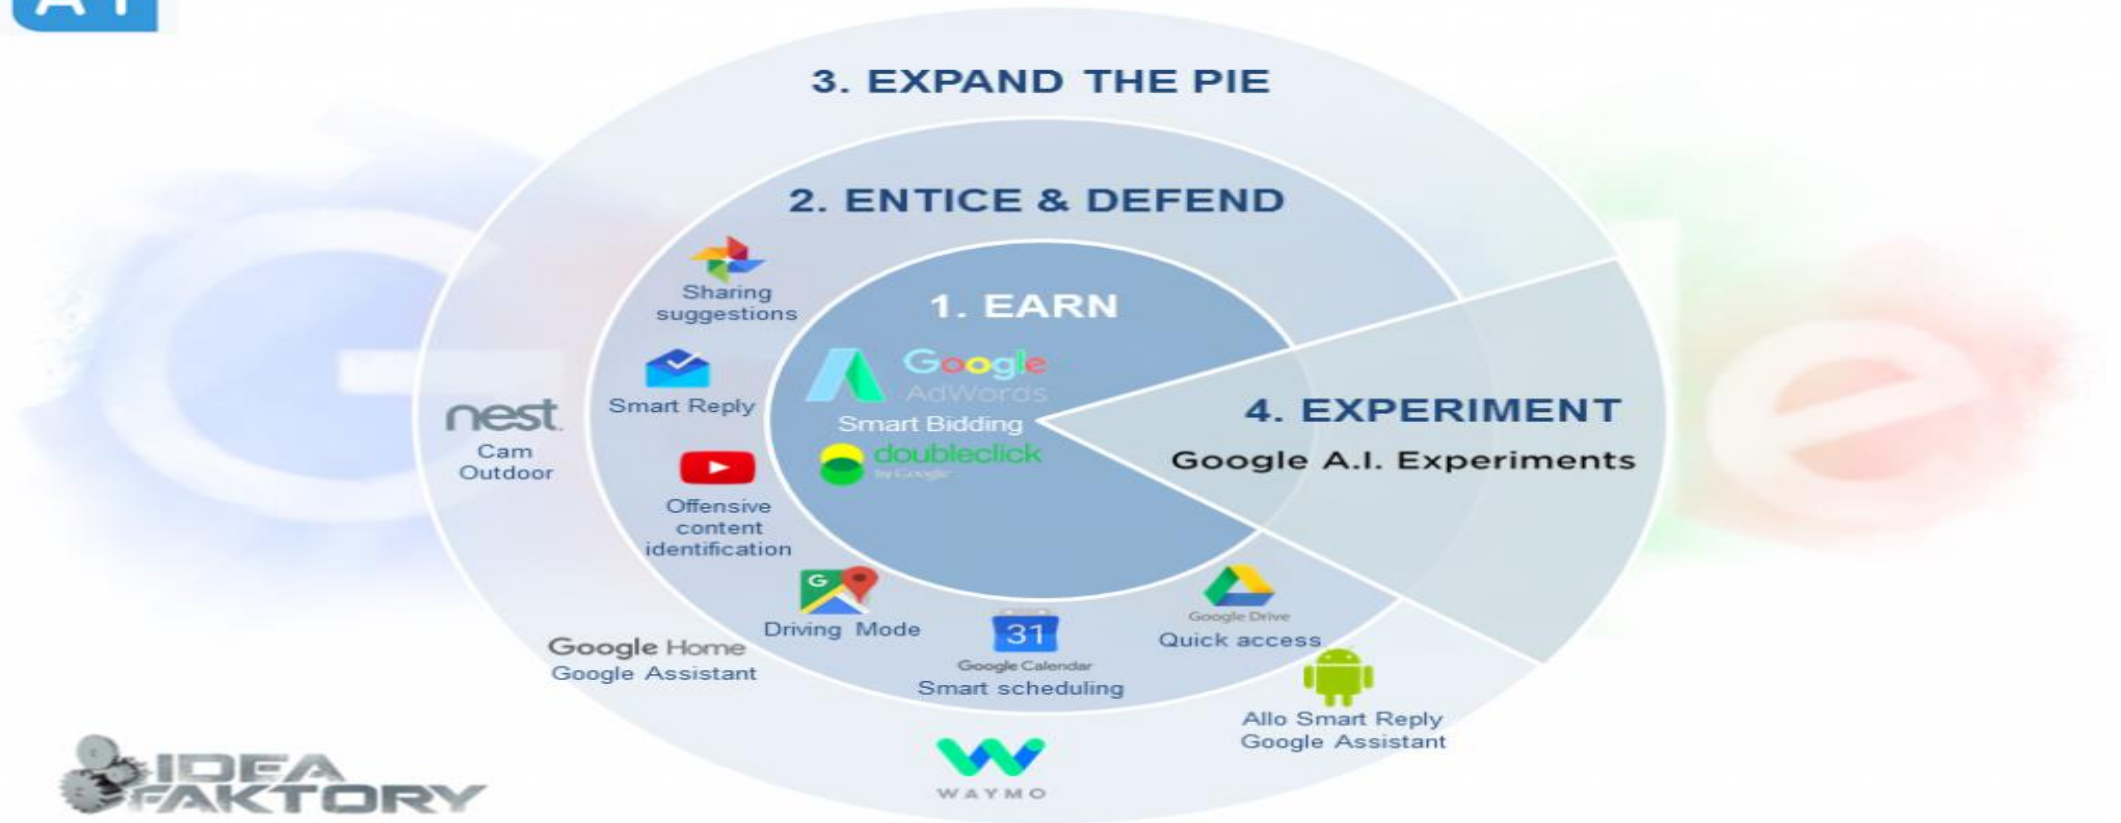 3. EXPAND THE PIE
2. ENTICE & DEFEND
Sharing
suggestions
1. EARN
Google
AdWords
Smart Bidding
doubleclick
by Google
Smart Reply
4. EXPERIMENT
Google A.I. Experiments
nest
Cam
Outdoor
Offensive
content
identification
G
Driving Mode
31
Google Calendar
Smart scheduling
Google Drive
Quick access
Google Home
Google Assistant
Allo Smart Reply
Google Assistant
WAYMO
IDEA
FAKTORY